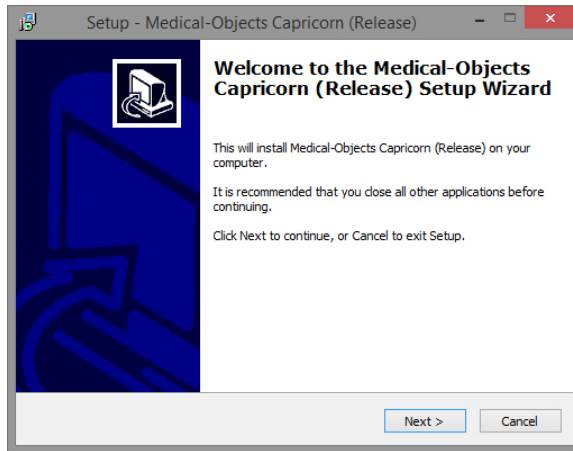 Setup - Medical-Objects Capricorn (Release)
Welcome to the Medical-Objects
Capricorn (Release) Setup Wizard
This will install Medical-Objects Capricorn (Release) on your
computer.
It is recommended that you close all other applications before
continuing.
Click Next to continue, or Cancel to exit Setup.
Next >
Cancel